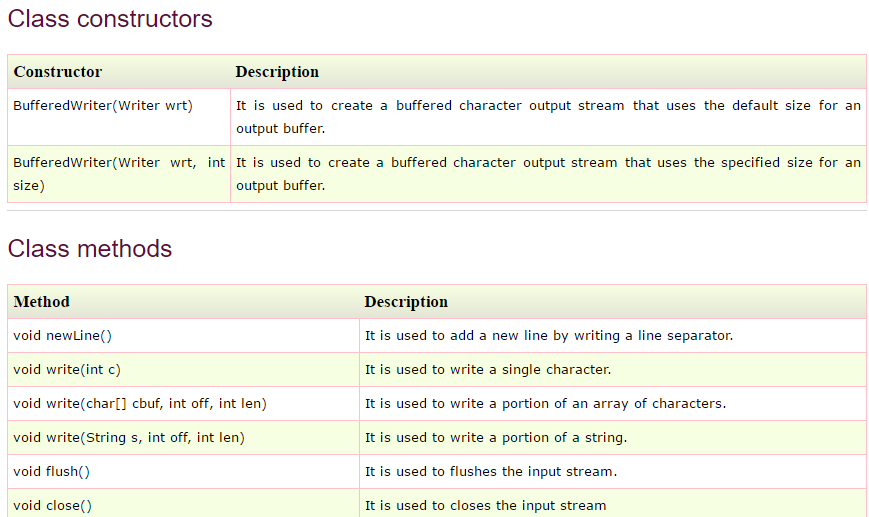 Class constructors
Constructor Description
BufferedWriter(Writer wrt) It is used to create a buffered character output stream that uses the default size for an
output buffer.
BufferedWriter(Writer wrt, int It is used to create a buffered character output stream that uses the specified size for an
size) output buffer.
Class methods
Method Description
void newLine() It is used to add a new line by writing a line separator.
void write(int c) It is used to write a single character.
void write(char[] cbuf, int off, int len) It is used to write a portion of an array of characters.
void write(String s, int off, int len) It is used to write a portion of a string.
void flush() It is used to flushes the input stream.
void close() It is used to closes the input stream